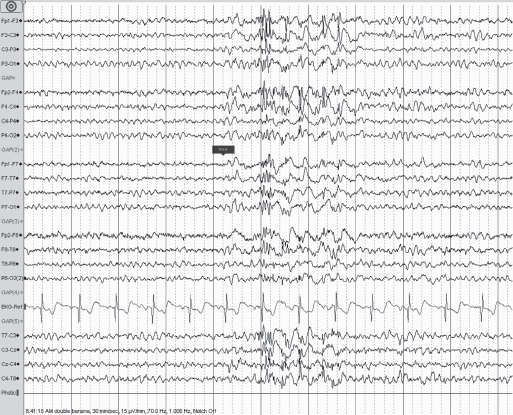 Fp1-F3
F3-C3
C3-P3
P3-O1
GAP
Fp2-F4
F4-C4
C4-P4
P4-O2
GAP(2)
Fp1-F7
F7-T7
T7-P7
P7-O1
GAP(3)
Fp2-F8
F8-T8
T8-P8
P8-O2(2)
GAP(4)
EKG-Ref
GAP(5)
T7-C3
C3-Cz
Cz-C4
C4-T8
Photic
8:41:10 AM double banana, 30 mm/sec, 15 µV/mm, 70.0 Hz, 1.000 Hz, Notch Off